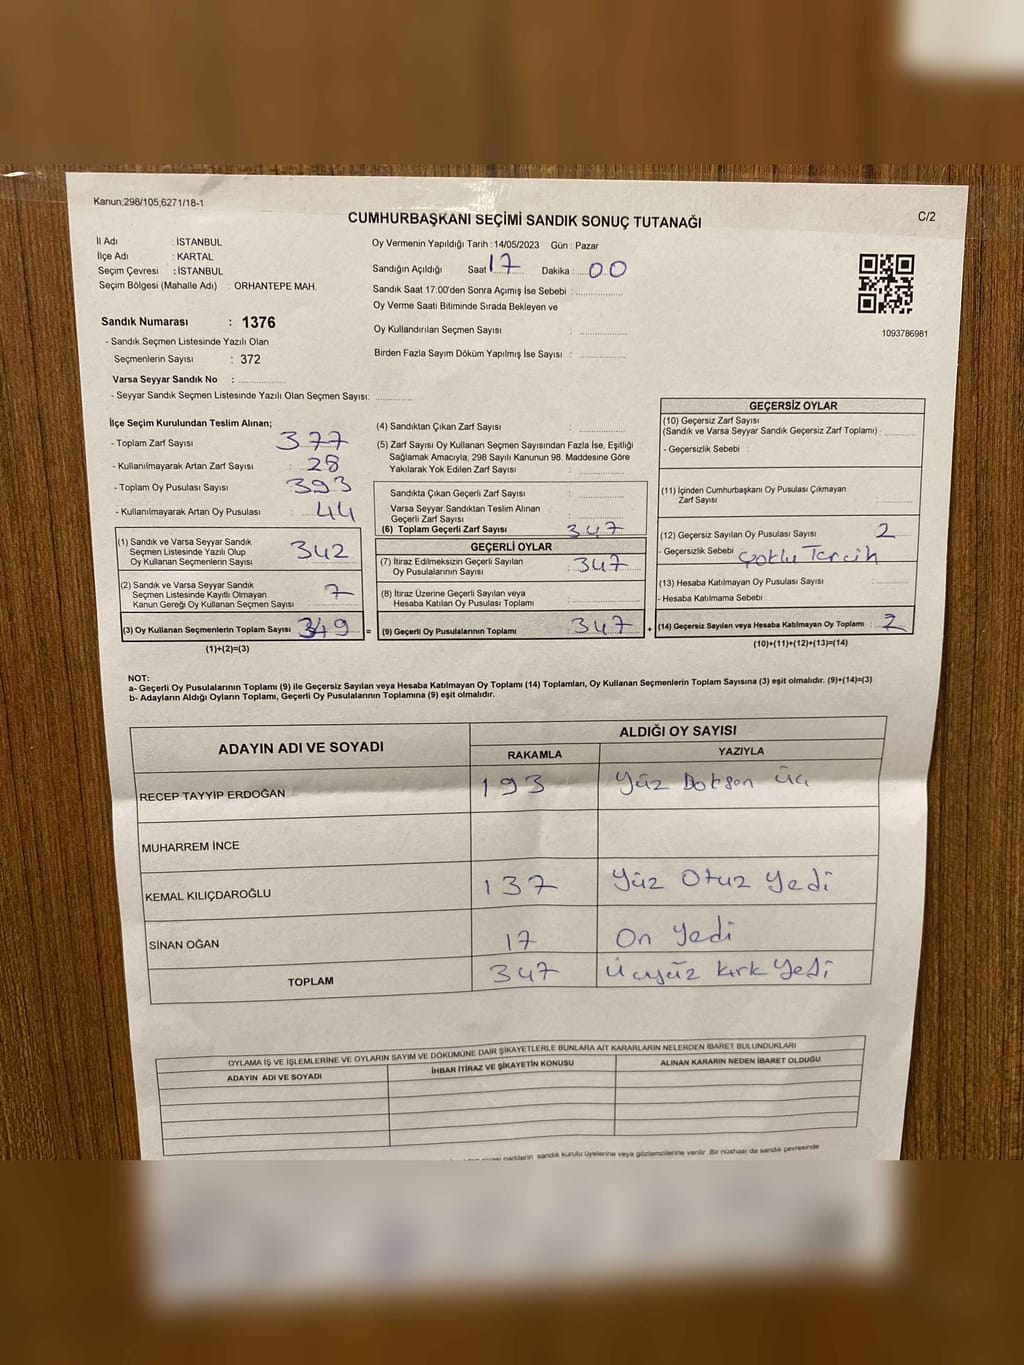 Kanun;298/105,6271/18-1
CUMHURBAŞKANI SEÇİMİ SANDIK SONUÇ TUTANAĞI
C/2
İl Adı : İSTANBUL
İlçe Adı : KARTAL
Seçim Çevresi : İSTANBUL
Seçim Bölgesi (Mahalle Adı) : ORHANTEPE MAH.
Sandık Numarası : 1376
- Sandık Seçmen Listesinde Yazılı Olan
Seçmenlerin Sayısı : 372
Varsa Seyyar Sandık No :
- Seyyar Sandık Seçmen Listesinde Yazılı Olan Seçmen Sayısı:
Oy Vermenin Yapıldığı Tarih : 14/05/2023 Gün : Pazar
Sandığın Açıldığı Saat : 17 Dakika : 00
Sandık Saat 17:00'den Sonra Açımış İse Sebebi :
Oy Verme Saati Bitiminde Sırada Bekleyen ve
Oy Kullandırılan Seçmen Sayısı :
Birden Fazla Sayım Döküm Yapılmış İse Sayısı :
1093786981
İlçe Seçim Kurulundan Teslim Alınan;
- Toplam Zarf Sayısı : 377
- Kullanılmayarak Artan Zarf Sayısı : 28
- Toplam Oy Pusulası Sayısı : 393
- Kullanılmayarak Artan Oy Pusulası : 44
(1) Sandık ve Varsa Seyyar Sandık
Seçmen Listesinde Yazılı Olup
Oy Kullanan Seçmenlerin Sayısı : 342
(2) Sandık ve Varsa Seyyar Sandık
Seçmen Listesinde Kayıtlı Olmayan
Kanun Gereği Oy Kullanan Seçmen Sayısı : 7
(3) Oy Kullanan Seçmenlerin Toplam Sayısı : 349
(1)+(2)=(3)
(4) Sandıktan Çıkan Zarf Sayısı :
(5) Zarf Sayısı Oy Kullanan Seçmen Sayısından Fazla İse, Eşitliği
Sağlamak Amacıyla, 298 Sayılı Kanunun 98. Maddesine Göre
Yakılarak Yok Edilen Zarf Sayısı :
Sandıkta Çıkan Geçerli Zarf Sayısı :
Varsa Seyyar Sandıktan Teslim Alınan
Geçerli Zarf Sayısı :
(6) Toplam Geçerli Zarf Sayısı : 347
GEÇERLİ OYLAR
(7) İtiraz Edilmeksizin Geçerli Sayılan
Oy Pusulalarının Sayısı : 347
(8) İtiraz Üzerine Geçerli Sayılan veya
Hesaba Katılan Oy Pusulası Toplamı :
= (9) Geçerli Oy Pusulalarının Toplamı : 347
GEÇERSİZ OYLAR
(10) Geçersiz Zarf Sayısı
(Sandık ve Varsa Seyyar Sandık Geçersiz Zarf Toplamı) :
- Geçersizlik Sebebi :
(11) İçinden Cumhurbaşkanı Oy Pusulası Çıkmayan
Zarf Sayısı :
(12) Geçersiz Sayılan Oy Pusulası Sayısı : 2
- Geçersizlik Sebebi : Çoklu Tercih
(13) Hesaba Katılmayan Oy Pusulası Sayısı :
- Hesaba Katılmama Sebebi :
+ (14) Geçersiz Sayılan veya Hesaba Katılmayan Oy Toplamı : 2
(10)+(11)+(12)+(13)=(14)
NOT:
a- Geçerli Oy Pusulalarının Toplamı (9) ile Geçersiz Sayılan veya Hesaba Katılmayan Oy Toplamı (14) Toplamları, Oy Kullanan Seçmenlerin Toplam Sayısına (3) eşit olmalıdır. (9)+(14)=(3)
b- Adayların Aldığı Oyların Toplamı, Geçerli Oy Pusulalarının Toplamına (9) eşit olmalıdır.
ADAYIN ADI VE SOYADI ALDIĞI OY SAYISI
RAKAMLA YAZIYLA
RECEP TAYYİP ERDOĞAN 193 Yüz Doksan Üç
MUHARREM İNCE
KEMAL KILIÇDAROĞLU 137 Yüz Otuz Yedi
SİNAN OĞAN 17 On Yedi
TOPLAM 347 Üçyüz Kırk Yedi
OYLAMA İŞ VE İŞLEMLERİNE VE OYLARIN SAYIM VE DÖKÜMÜNE DAİR ŞİKAYETLERLE BUNLARA AİT KARARLARIN NELERDEN İBARET BULUNDUKLARI
ADAYIN ADI VE SOYADI İHBAR İTİRAZ VE ŞİKAYETİN KONUSU ALINAN KARARIN NEDEN İBARET OLDUĞU
partilerin sandık kurulu üyelerine veya gözlemcilerine verilir. Bir nüshası da sandık çevresinde